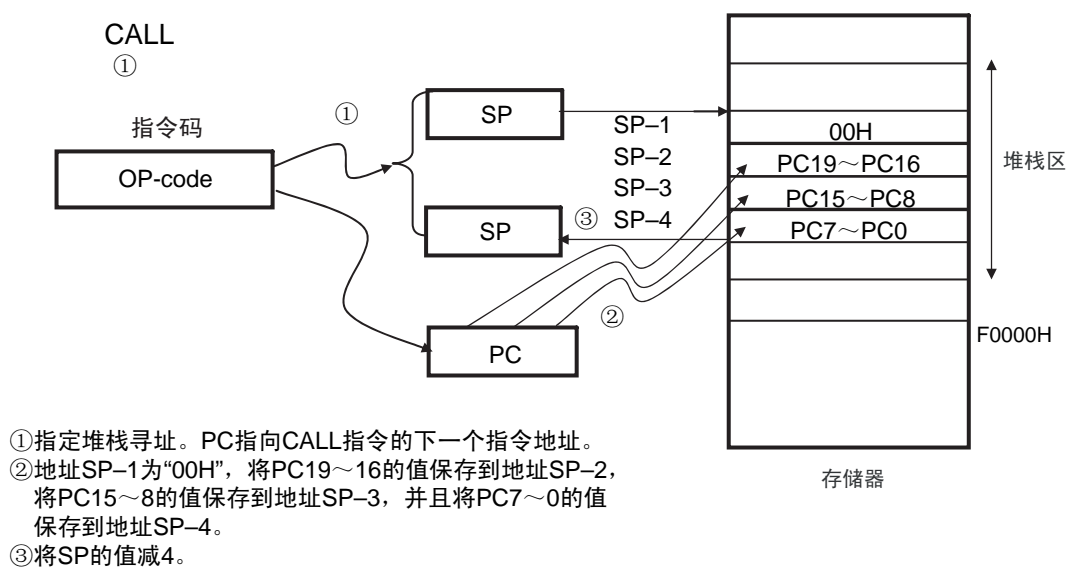 CALL
①
指令码
OP-code
①
SP
SP
③
SP–1
SP–2
SP–3
SP–4
PC
②
00H
PC19～PC16
PC15～PC8
PC7～PC0
堆栈区
F0000H
存储器
①指定堆栈寻址。PC指向CALL指令的下一个指令地址。
②地址SP–1为“00H”，将PC19～16的值保存到地址SP–2，
将PC15～8的值保存到地址SP–3，并且将PC7～0的值
保存到地址SP–4。
③将SP的值减4。